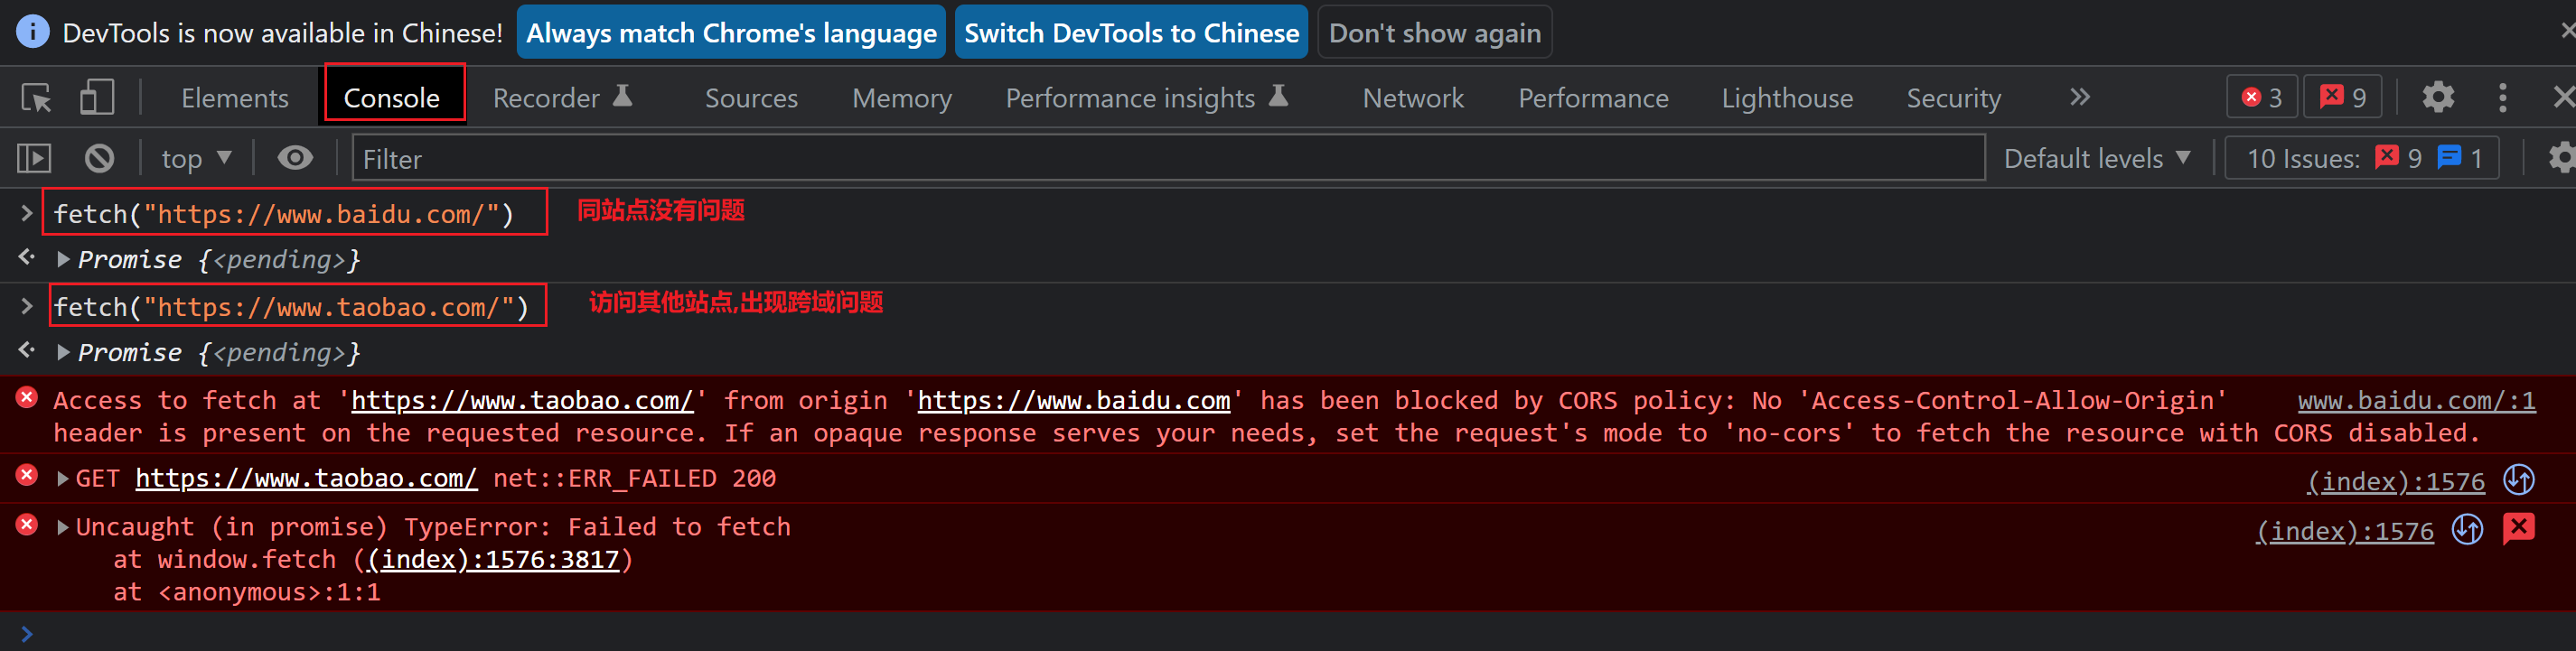 DevTools is now available in Chinese! Always match Chrome's language Switch DevTools to Chinese Don't show again
Elements Console Recorder Sources Memory Performance insights Network Performance Lighthouse Security 3 9
top Filter Default levels 10 Issues: 9 1
fetch("https://www.baidu.com/") 同站点没有问题
Promise {<pending>}
fetch("https://www.taobao.com/") 访问其他站点,出现跨域问题
Promise {<pending>}
Access to fetch at 'https://www.taobao.com/' from origin 'https://www.baidu.com' has been blocked by CORS policy: No 'Access-Control-Allow-Origin' www.baidu.com/:1
header is present on the requested resource. If an opaque response serves your needs, set the request's mode to 'no-cors' to fetch the resource with CORS disabled.
GET https://www.taobao.com/ net::ERR_FAILED 200 (index):1576
Uncaught (in promise) TypeError: Failed to fetch (index):1576
at window.fetch ((index):1576:3817)
at <anonymous>:1:1